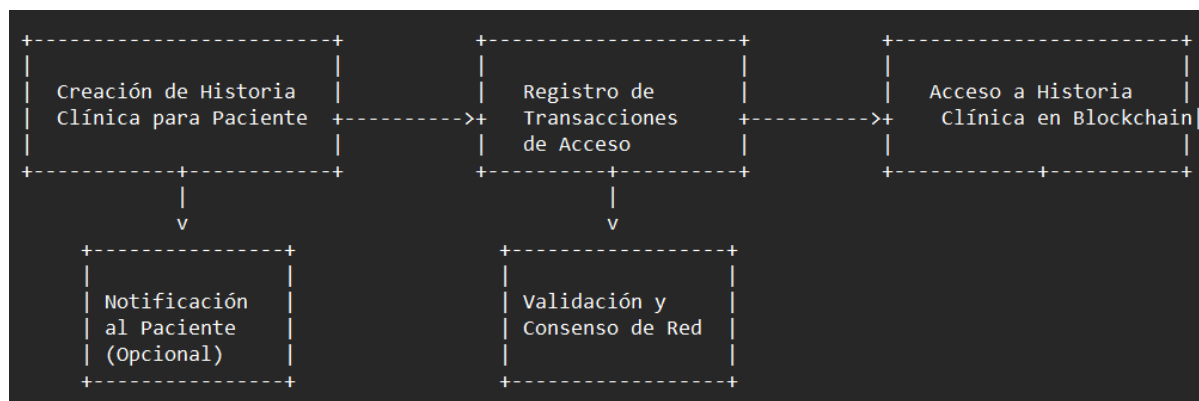 Creación de Historia
Clínica para Paciente
Registro de
Transacciones
de Acceso
Acceso a Historia
Clínica en Blockchain
Notificación
al Paciente
(Opcional)
Validación y
Consenso de Red